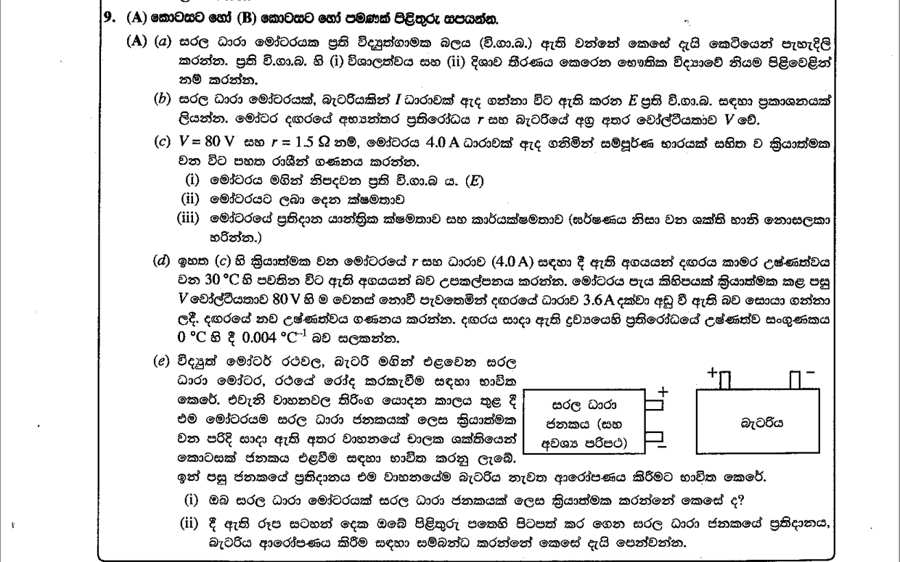 9. (A) කොටසට හෝ (B) කොටසට හෝ පමණක් පිළිතුරු සපයන්න.
(A) (a) සරල ධාරා මෝටරයක ප්‍රති විද්‍යුත්ගාමක බලය (වි.ගා.බ.) ඇති වන්නේ කෙසේ දැයි කෙටියෙන් පැහැදිලි
කරන්න. ප්‍රති වි.ගා.බ. හි (i) විශාලත්වය සහ (ii) දිශාව තීරණය කෙරෙන භෞතික විද්‍යාවේ නියම පිළිවෙළින්
නම් කරන්න.
(b) සරල ධාරා මෝටරයක්, බැටරියකින් I ධාරාවක් ඇද ගන්නා විට ඇති කරන E ප්‍රති වි.ගා.බ. සඳහා ප්‍රකාශනයක්
ලියන්න. මෝටර දඟරයේ අභ්‍යන්තර ප්‍රතිරෝධය r සහ බැටරියේ අග්‍ර අතර වෝල්ටීයතාව V වේ.
(c) V = 80 V සහ r = 1.5 Ω නම්, මෝටරය 4.0 A ධාරාවක් ඇද ගනිමින් සම්පූර්ණ භාරයක් සහිත ව ක්‍රියාත්මක
වන විට පහත රාශීන් ගණනය කරන්න.
(i) මෝටරය මගින් නිපදවන ප්‍රති වි.ගා.බ ය. (E)
(ii) මෝටරයට ලබා දෙන ක්ෂමතාව
(iii) මෝටරයේ ප්‍රතිදාන යාන්ත්‍රික ක්ෂමතාව සහ කාර්යක්ෂමතාව (ඝර්ෂණය නිසා වන ශක්ති හානි නොසලකා
හරින්න.)
(d) ඉහත (c) හි ක්‍රියාත්මක වන මෝටරයේ r සහ ධාරාව (4.0 A) සඳහා දී ඇති අගයයන් දඟරය කාමර උෂ්ණත්වය
වන 30 °C හි පවතින විට ඇති අගයයන් බව උපකල්පනය කරන්න. මෝටරය පැය කිහිපයක් ක්‍රියාත්මක කළ පසු
V වෝල්ටීයතාව 80 V හි ම වෙනස් නොවී පැවතෙමින් දඟරයේ ධාරාව 3.6 A දක්වා අඩු වී ඇති බව සොයා ගන්නා
ලදී. දඟරයේ නව උෂ්ණත්වය ගණනය කරන්න. දඟරය සාදා ඇති ද්‍රව්‍යයෙහි ප්‍රතිරෝධයේ උෂ්ණත්ව සංගුණකය
0 °C හි දී 0.004 °C⁻¹ බව සලකන්න.
(e) විද්‍යුත් මෝටර් රථවල, බැටරි මගින් එළවෙන සරල
ධාරා මෝටර, රථයේ රෝද කරකැවීම සඳහා භාවිත
කෙරේ. එවැනි වාහනවල තිරිංග යොදන කාලය තුළ දී
එම මෝටරයම සරල ධාරා ජනකයක් ලෙස ක්‍රියාත්මක
වන පරිදි සාදා ඇති අතර වාහනයේ චාලක ශක්තියෙන්
කොටසක් ජනකය එළවීම සඳහා භාවිත කරනු ලැබේ.
ඉන් පසු ජනකයේ ප්‍රතිදානය එම වාහනයේම බැටරිය නැවත ආරෝපණය කිරීමට භාවිත කෙරේ.
+
සරල ධාරා
ජනකය (සහ
අවශ්‍ය පරිපථ)
−
+ −
බැටරිය
(i) ඔබ සරල ධාරා මෝටරයක් සරල ධාරා ජනකයක් ලෙස ක්‍රියාත්මක කරන්නේ කෙසේ ද?
(ii) දී ඇති රූප සටහන් දෙක ඔබේ පිළිතුරු පතෙහි පිටපත් කර ගෙන සරල ධාරා ජනකයේ ප්‍රතිදානය,
බැටරිය ආරෝපණය කිරීම සඳහා සම්බන්ධ කරන්නේ කෙසේ දැයි පෙන්වන්න.